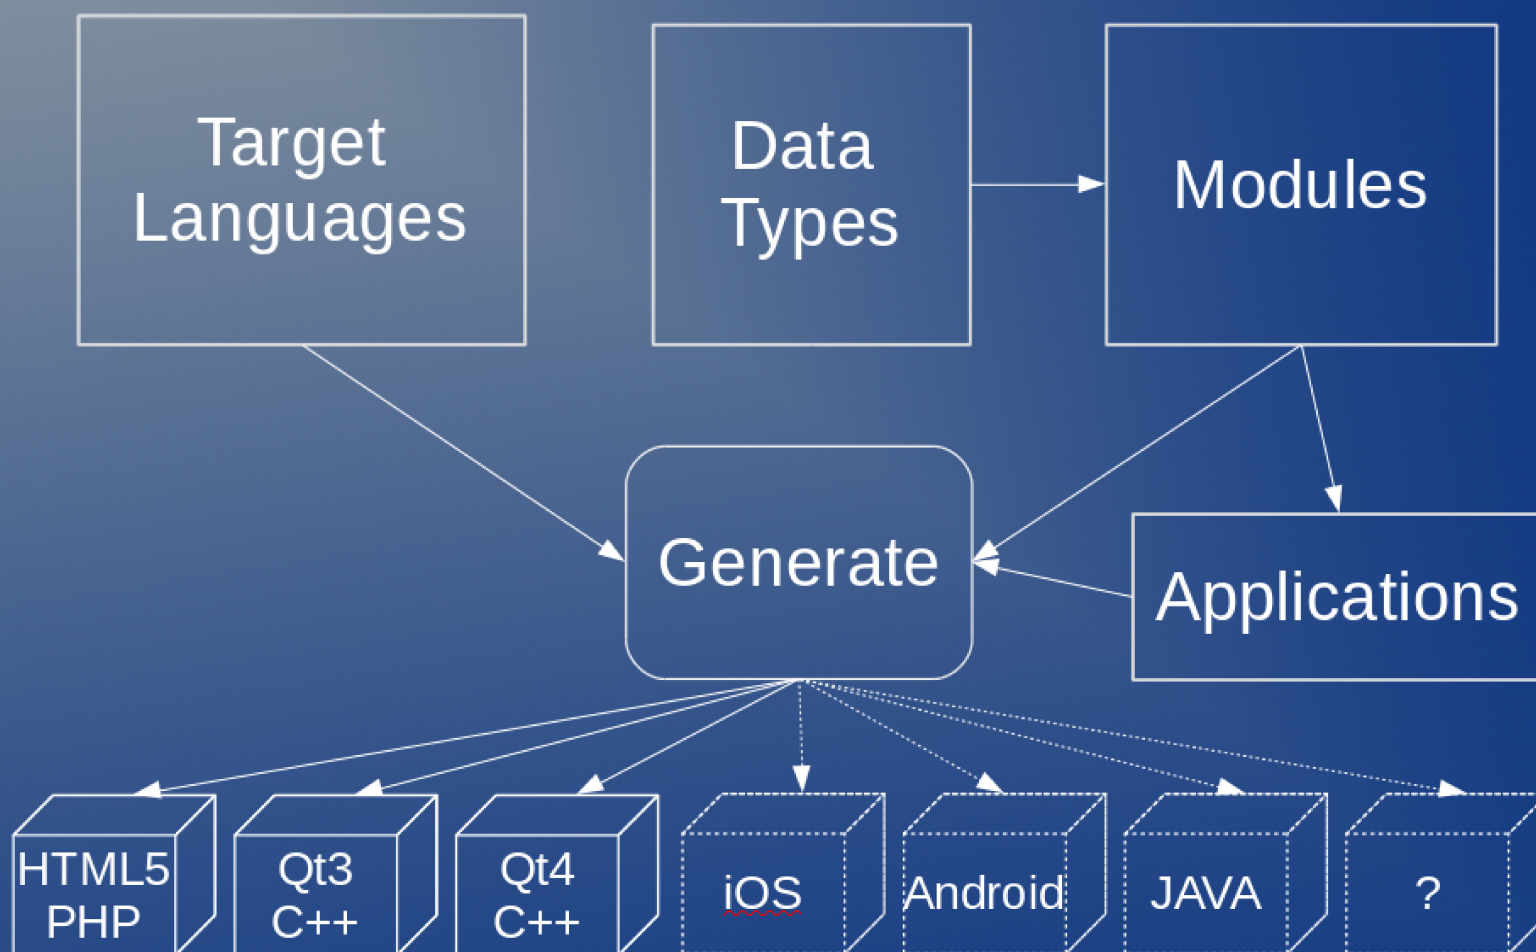 Target
Languages
Data
Types
Modules
Generate
Applications
HTML5
PHP
Qt3
C++
Qt4
C++
iOS
Android
JAVA
?